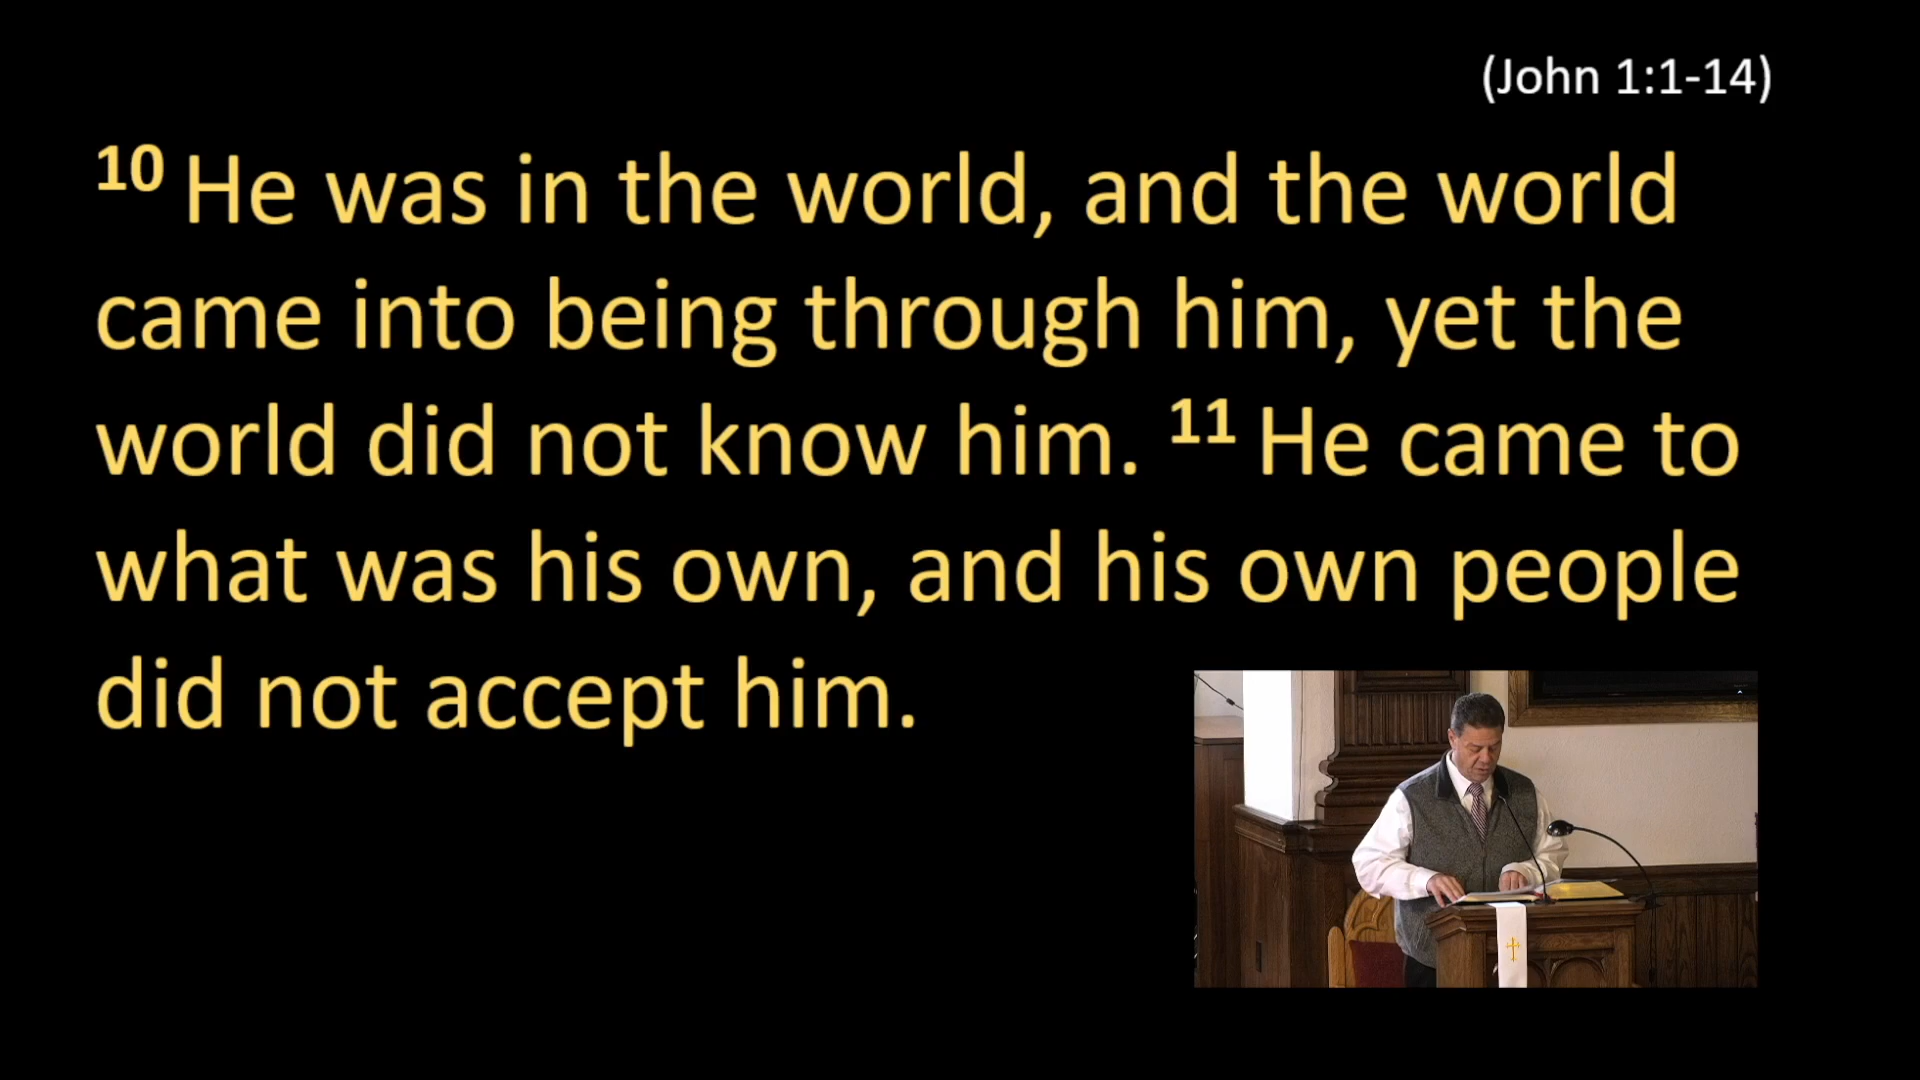 (John 1:1-14)
10 He was in the world, and the world
came into being through him, yet the
world did not know him. 11 He came to
what was his own, and his own people
did not accept him.